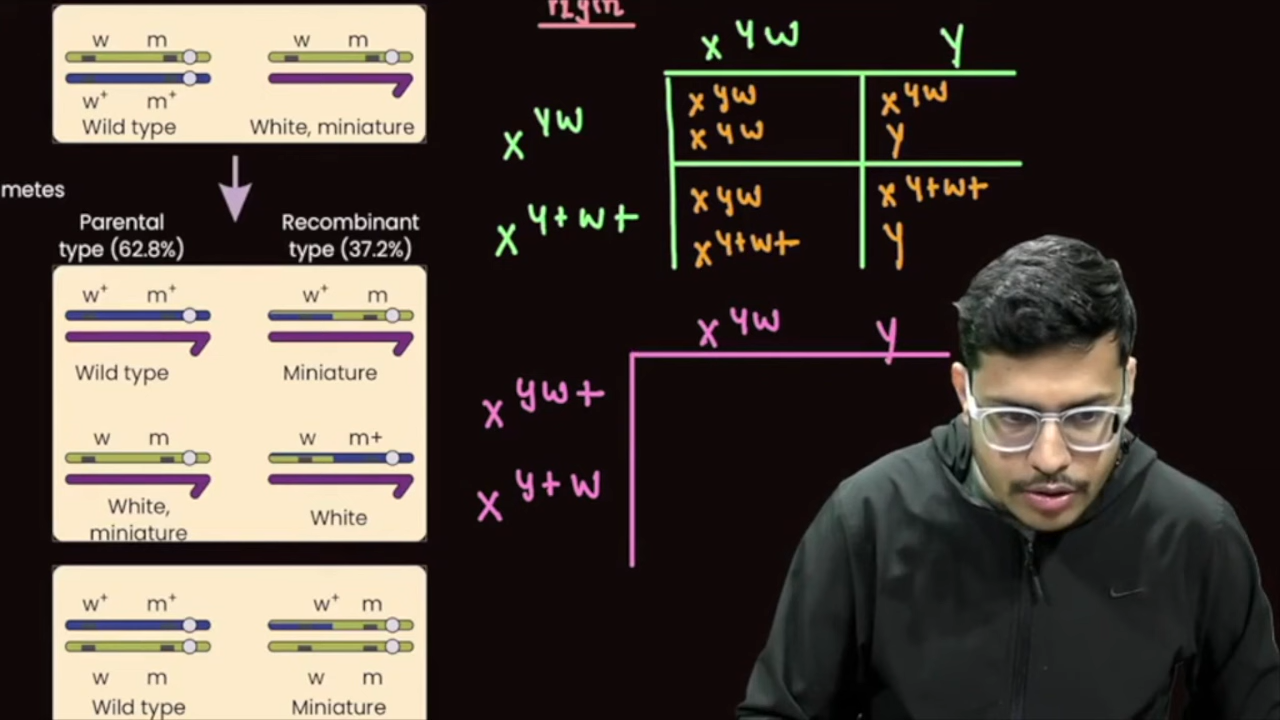 w m
w⁺ m⁺
Wild type
w m
White, miniature
metes
Parental
type (62.8%)
Recombinant
type (37.2%)
w⁺ m⁺
Wild type
w⁺ m
Miniature
w m
White,
miniature
w m+
White
w⁺ m⁺
w m
Wild type
w⁺ m
w m
Miniature
x yw y
x yw
x yw x yw
x yw y
x y+w+
x yw x y+w+
x y+w+ y
x yw y
x yw+
x y+w